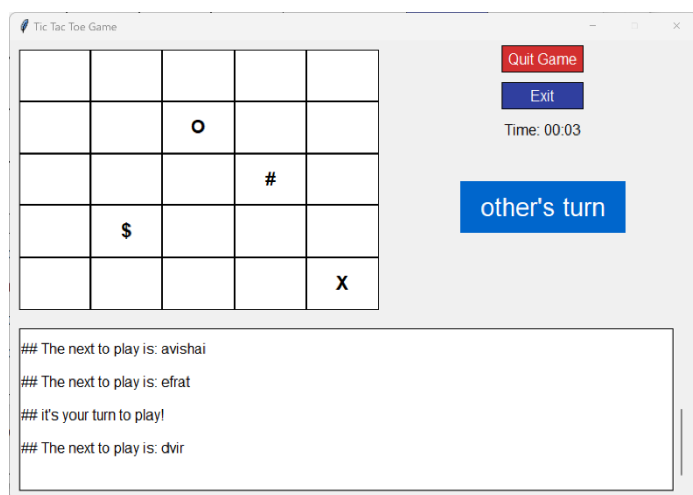 Tic Tac Toe Game
Quit Game
Exit
Time: 00:03
O
#
other's turn
$
X
## The next to play is: avishai
## The next to play is: efrat
## it's your turn to play!
## The next to play is: dvir